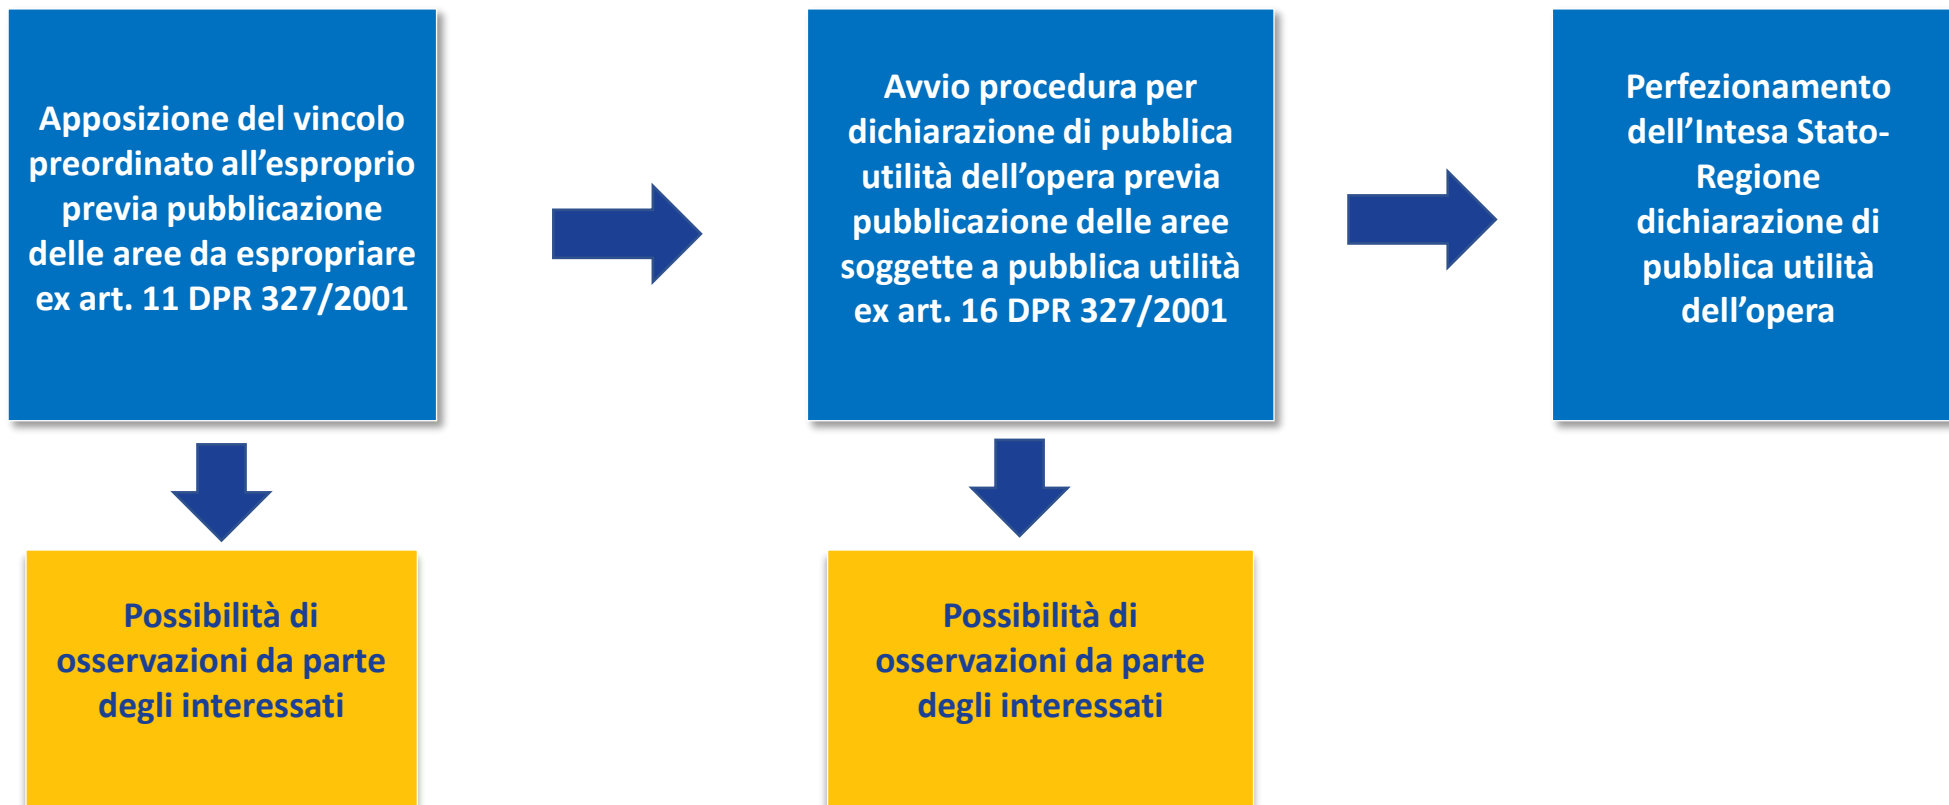 Apposizione del vincolo
preordinato all’esproprio
previa pubblicazione
delle aree da espropriare
ex art. 11 DPR 327/2001
Avvio procedura per
dichiarazione di pubblica
utilità dell’opera previa
pubblicazione delle aree
soggette a pubblica utilità
ex art. 16 DPR 327/2001
Perfezionamento
dell’Intesa Stato-
Regione
dichiarazione di
pubblica utilità
dell’opera
Possibilità di
osservazioni da parte
degli interessati
Possibilità di
osservazioni da parte
degli interessati